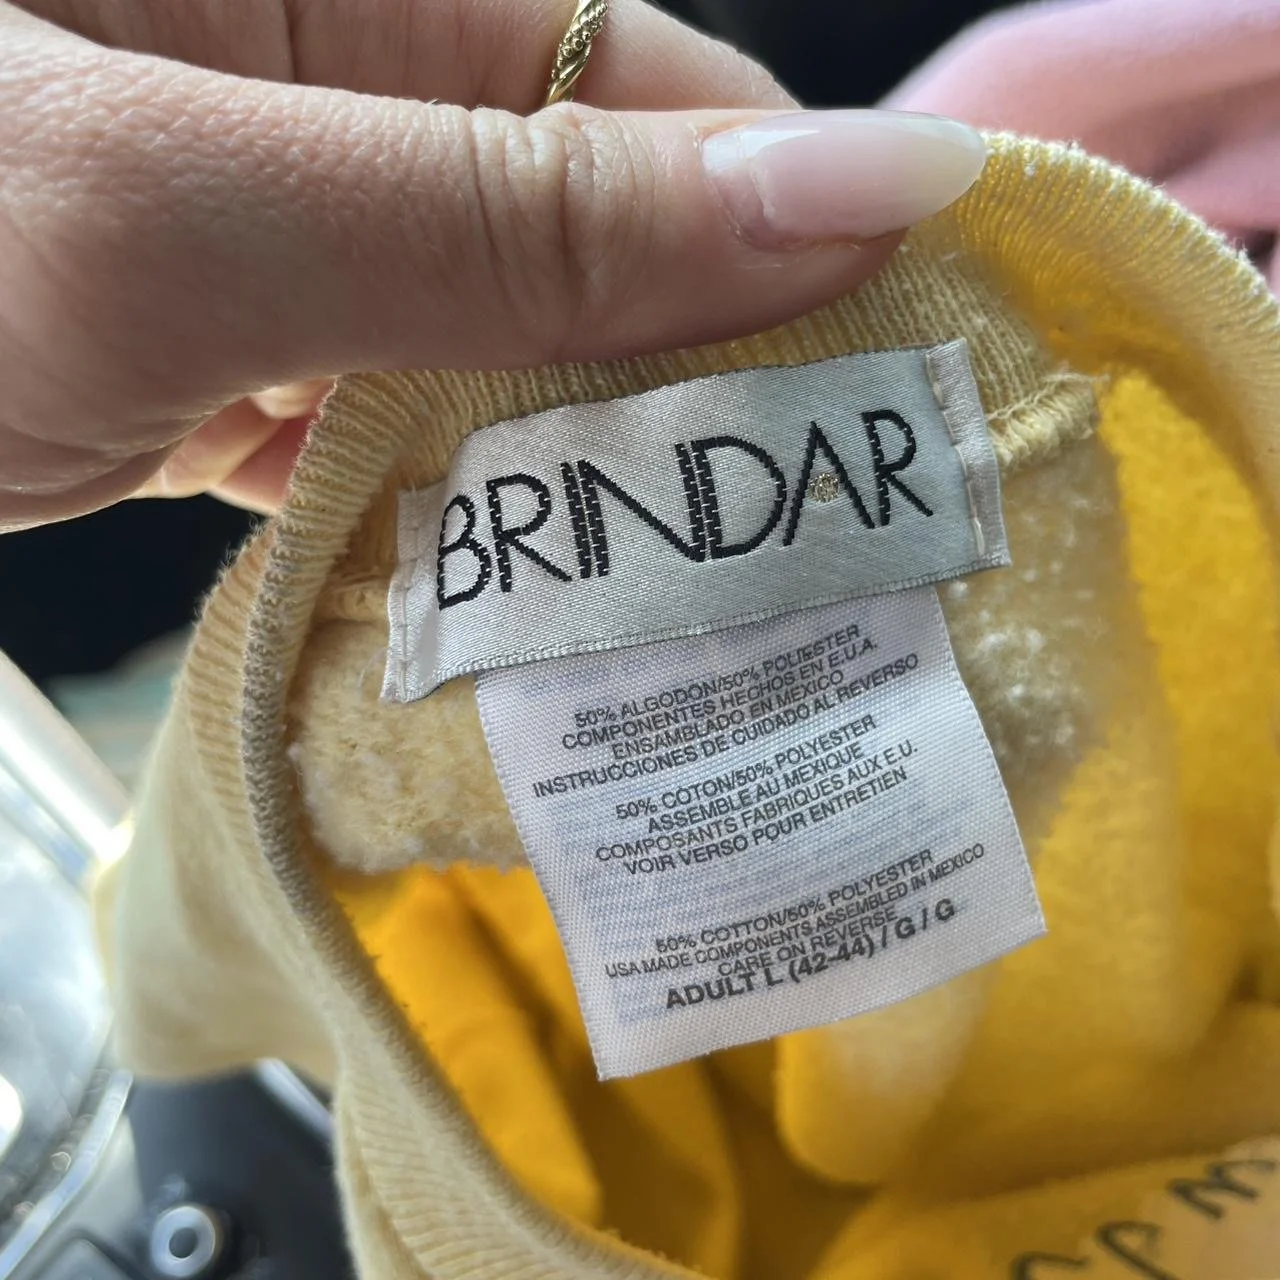 BRINDAR
50% ALGODON/50% POLIESTER
COMPONENTES HECHOS EN E.U.A.
ENSAMBLADO EN MEXICO
INSTRUCCIONES DE CUIDADO AL REVERSO
50% COTON/50% POLYESTER
ASSEMBLE AU MEXIQUE
COMPOSANTS FABRIQUES AUX E.U.
VOIR VERSO POUR ENTRETIEN
50% COTTON/50% POLYESTER
USA MADE COMPONENTS ASSEMBLED IN MEXICO
CARE ON REVERSE
ADULT L (42-44) / G / G